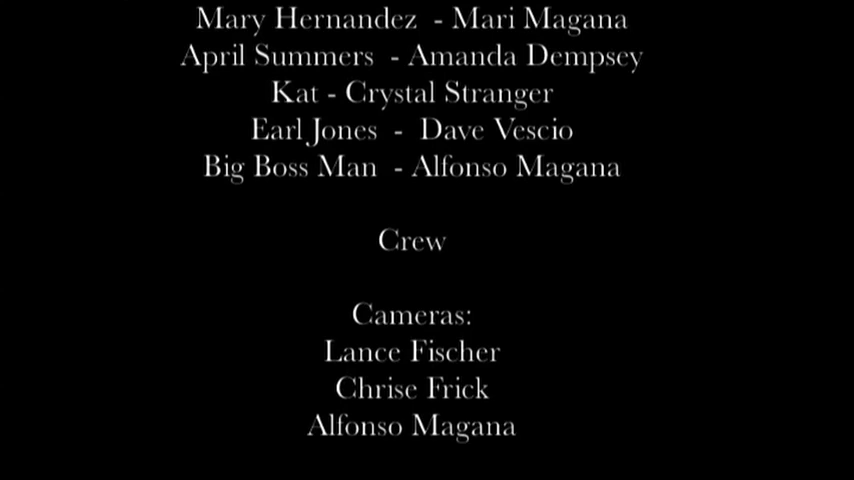 Mary Hernandez - Mari Magana
April Summers - Amanda Dempsey
Kat - Crystal Stranger
Earl Jones - Dave Vescio
Big Boss Man - Alfonso Magana
Crew
Cameras:
Lance Fischer
Chrise Frick
Alfonso Magana